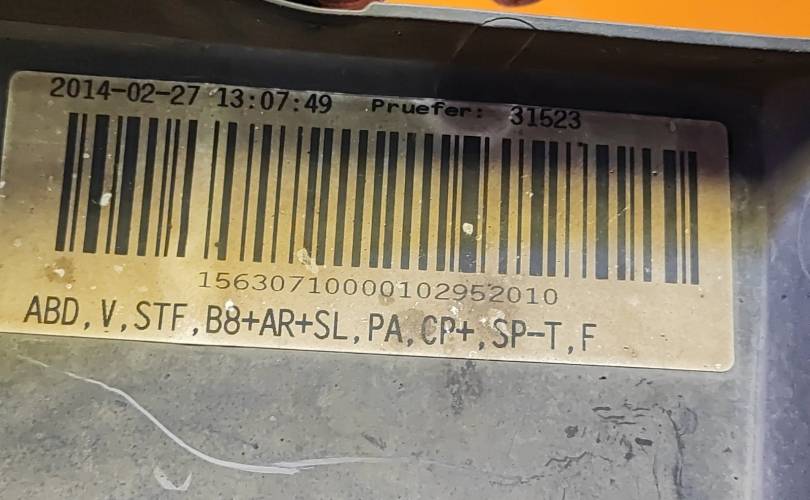 2014-02-27 13:07:49 Pruefer: 31523
15630710000102952010
ABD,V,STF,B8+AR+SL,PA,CP+,SP-T,F